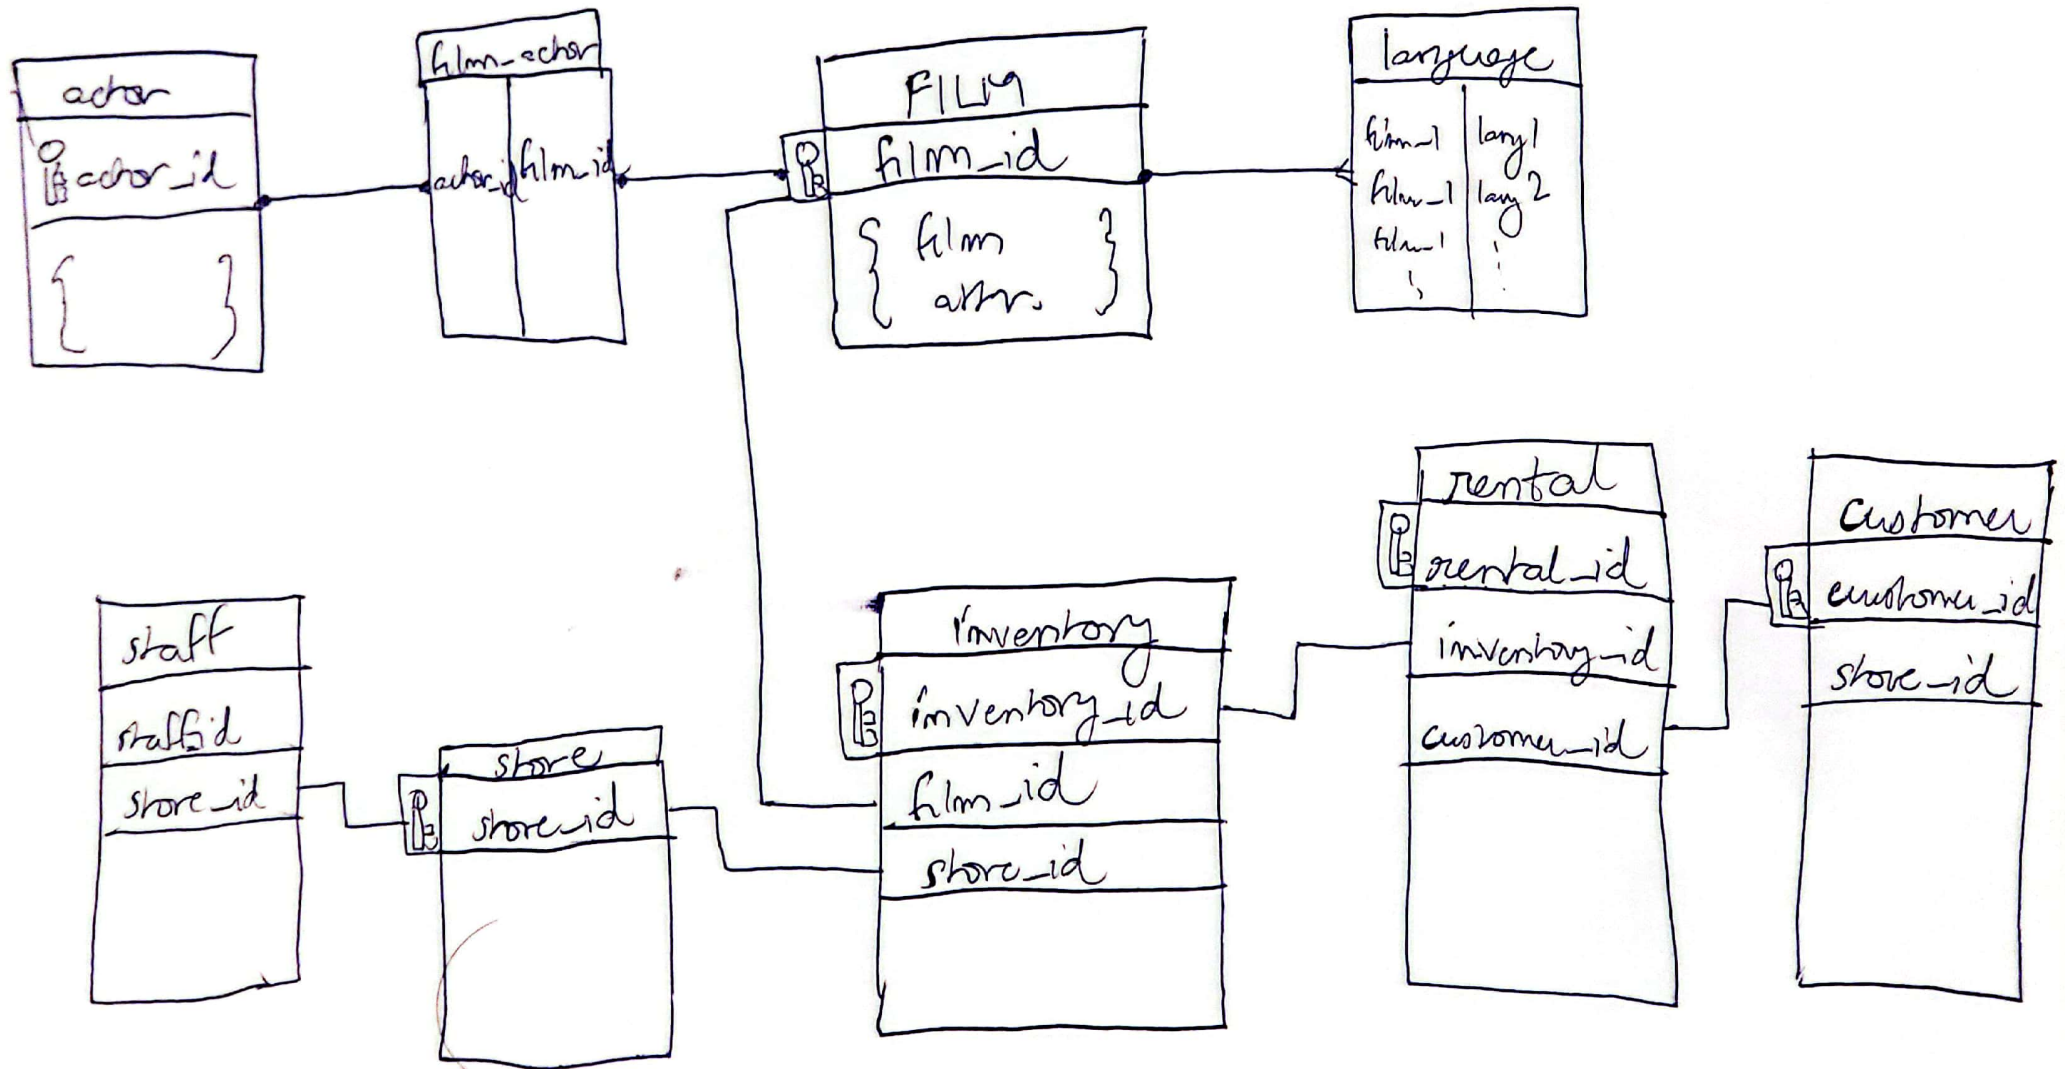 actor
actor_id
film_actor
actor_id
film_id
FILM
film_id
film
attr.
language
film_1 lang1
film_1 lang2
film_1
staff
staff_id
store_id
store
store_id
inventory
inventory_id
film_id
store_id
rental
rental_id
inventory_id
customer_id
Customer
customer_id
store_id